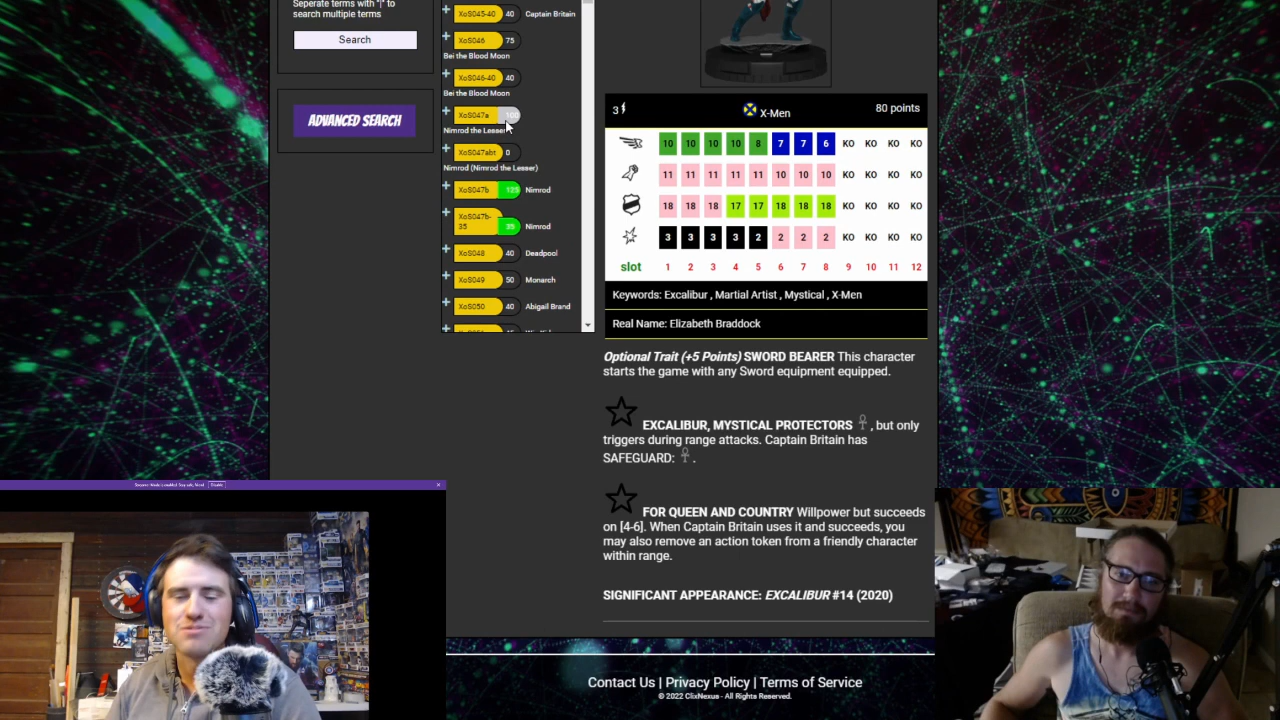 Seperate terms with "|" to
search multiple terms
Search
ADVANCED SEARCH
XoS045-40 40 Captain Britain
XoS046 75
Bei the Blood Moon
XoS046-40 40
Bei the Blood Moon
XoS047a 100
Nimrod the Lesser
XoS047abt 0
Nimrod (Nimrod the Lesser)
XoS047b 125 Nimrod
XoS047b-
35 35 Nimrod
XoS048 40 Deadpool
XoS049 50 Monarch
XoS050 40 Abigail Brand
3 X-Men 80 points
10 10 10 10 8 7 7 6 KO KO KO KO
11 11 11 11 11 10 10 10 KO KO KO KO
18 18 18 17 17 18 18 18 KO KO KO KO
3 3 3 3 2 2 2 2 KO KO KO KO
slot 1 2 3 4 5 6 7 8 9 10 11 12
Keywords: Excalibur , Martial Artist , Mystical , X-Men
Real Name: Elizabeth Braddock
Optional Trait (+5 Points) SWORD BEARER This character
starts the game with any Sword equipment equipped.
EXCALIBUR, MYSTICAL PROTECTORS , but only
triggers during range attacks. Captain Britain has
SAFEGUARD: .
FOR QUEEN AND COUNTRY Willpower but succeeds
on [4-6]. When Captain Britain uses it and succeeds, you
may also remove an action token from a friendly character
within range.
SIGNIFICANT APPEARANCE: EXCALIBUR #14 (2020)
Contact Us | Privacy Policy | Terms of Service
© 2022 ClixNexus - All Rights Reserved.